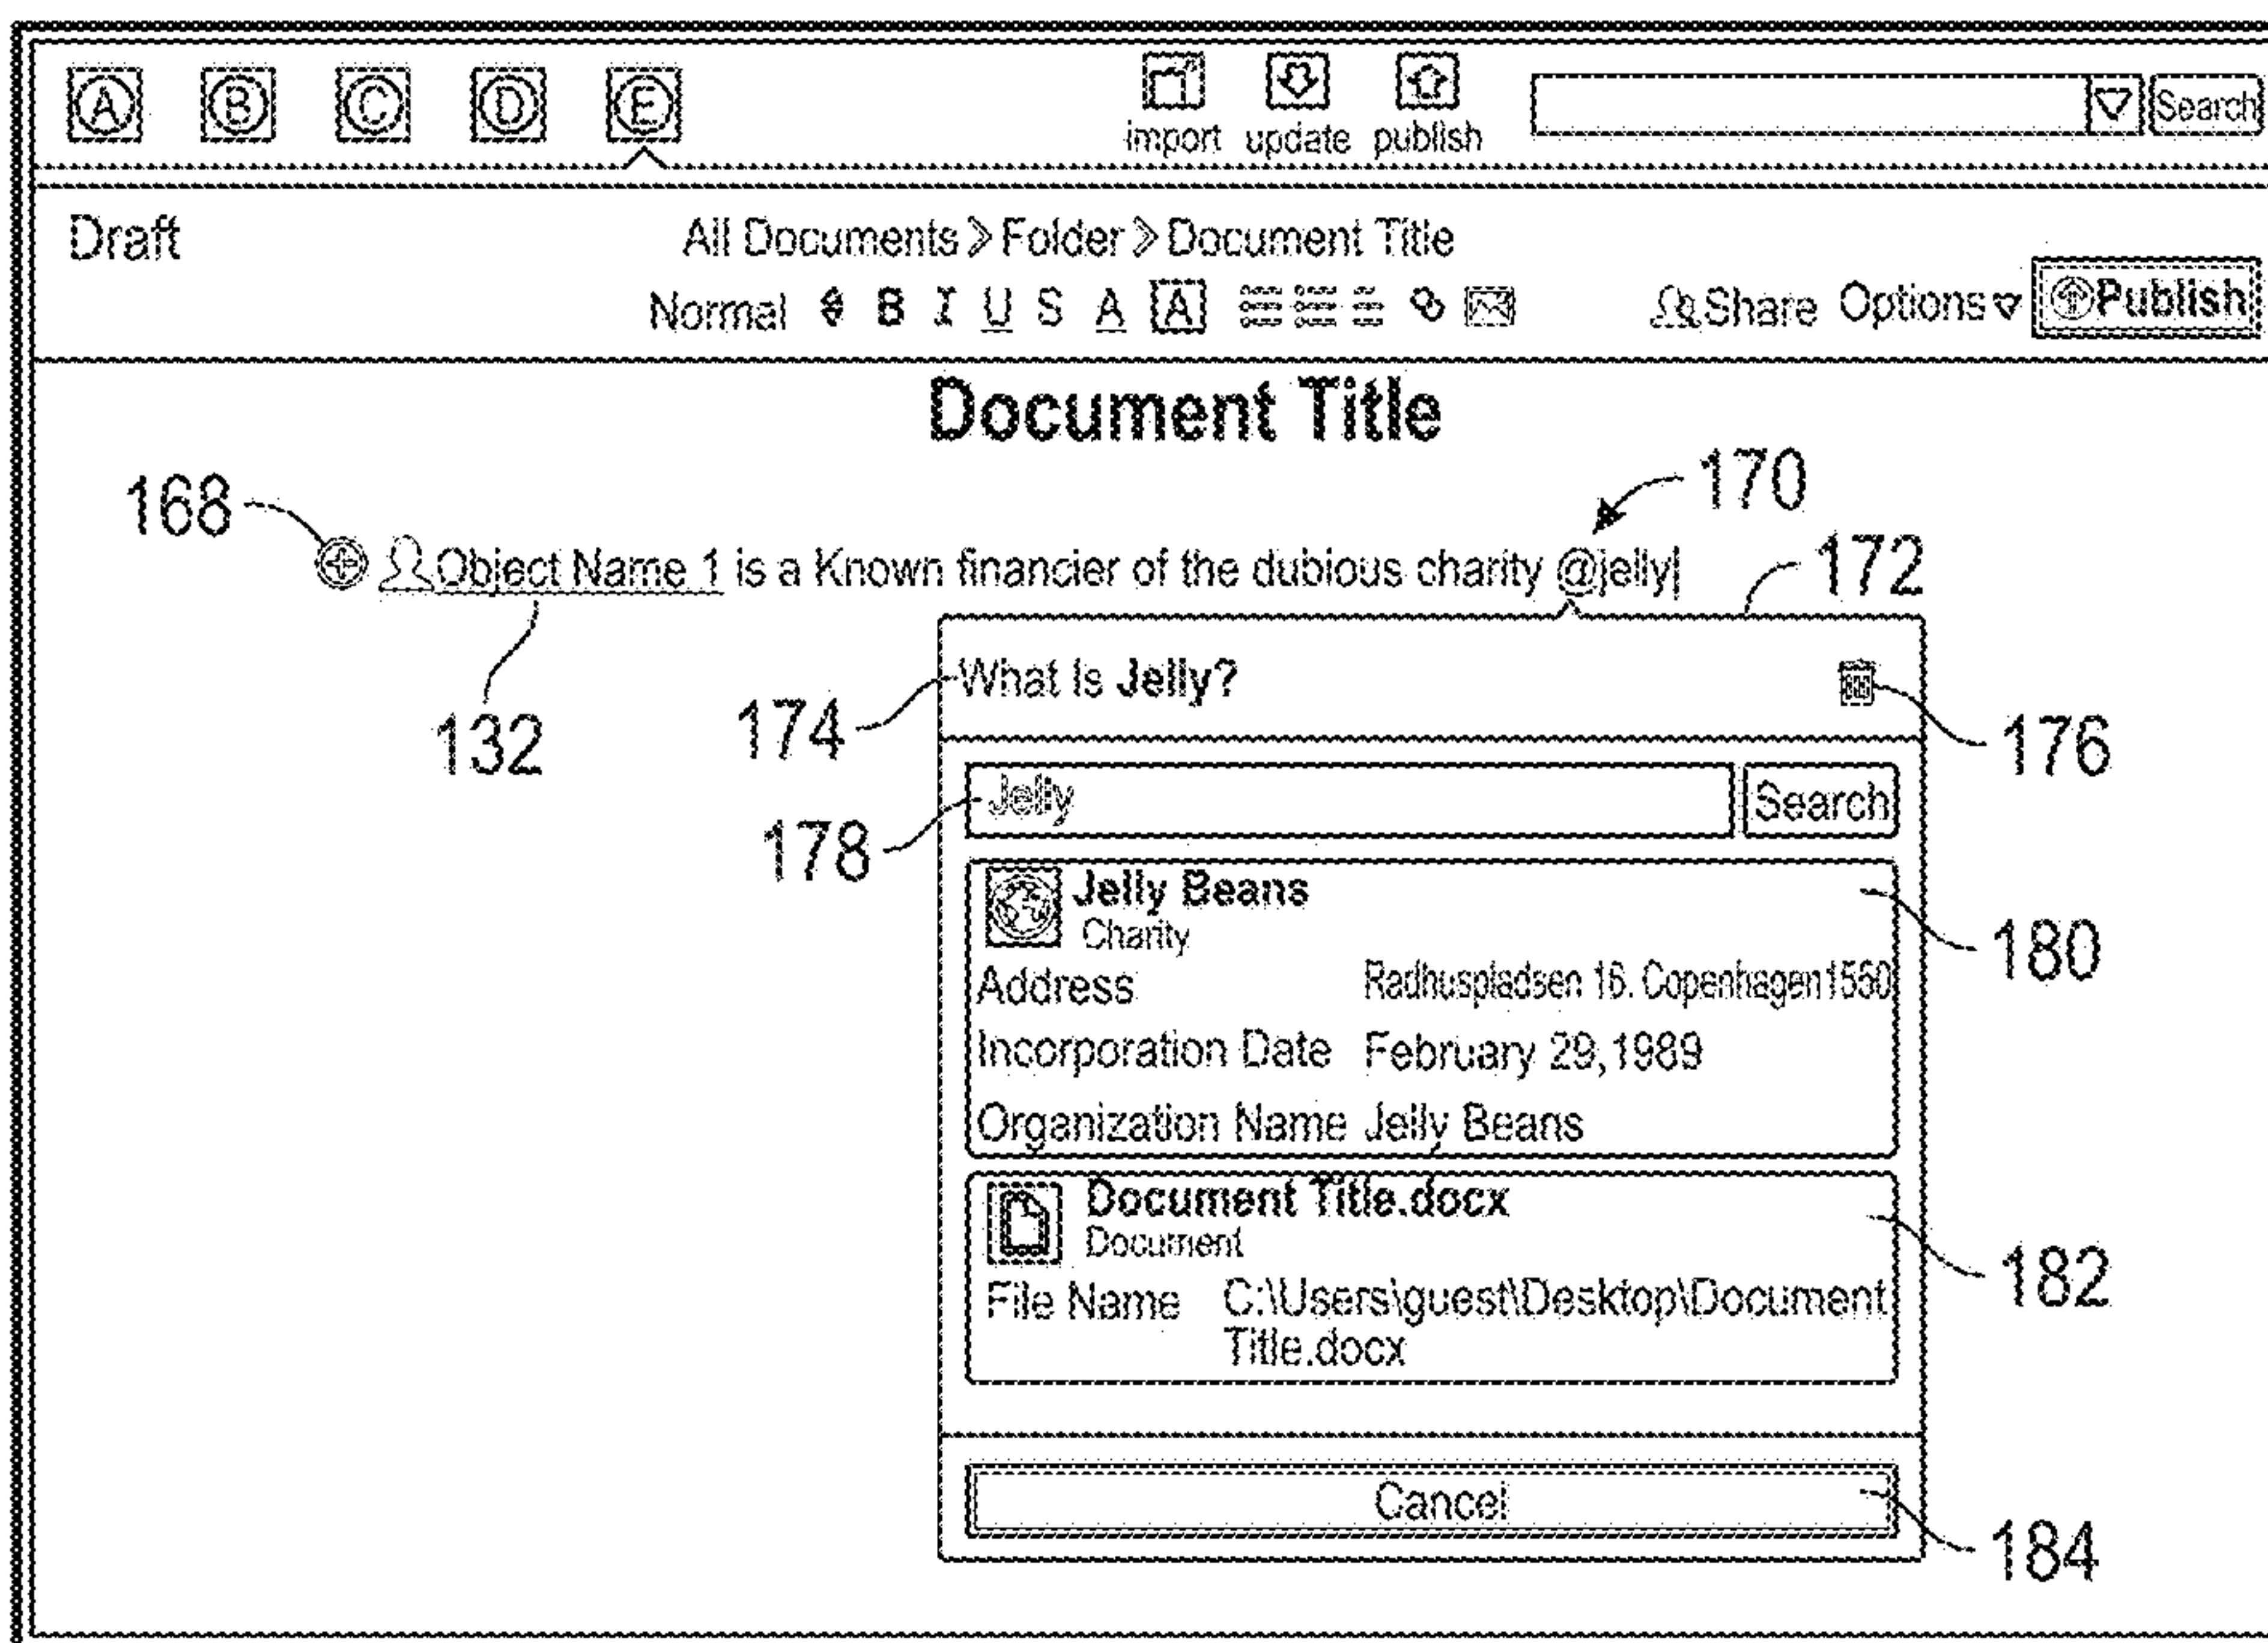 A B C D E
import update publish Search
Draft
All Documents > Folder > Document Title
Normal B I U S A A Share Options Publish
Document Title
168
170
Object Name 1 is a Known financier of the dubious charity @jelly
172
132
174
What Is Jelly?
176
Jelly Search
178
Jelly Beans
Charity
180
Address Radhuspladsen 16. Copenhagen1550
Incorporation Date February 29,1989
Organization Name Jelly Beans
Document Title.docx
Document
182
File Name C:\Users\guest\Desktop\Document
Title.docx
Cancel
184